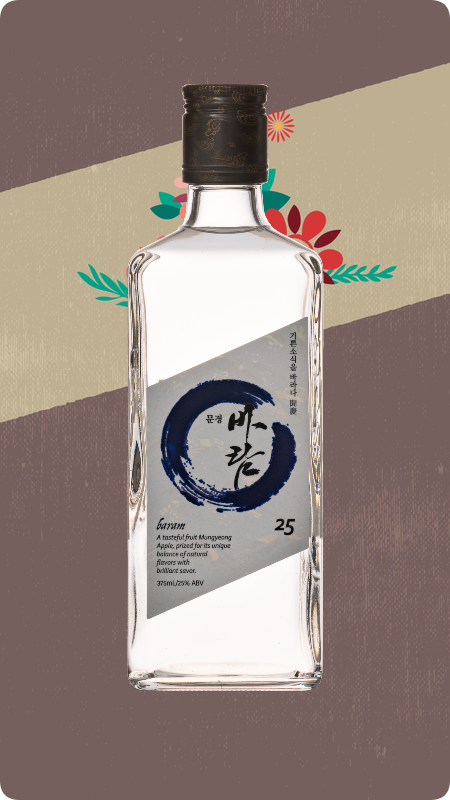 기쁜소식을 바라다 聞慶
문경
바람
baram
25
A tasteful fruit Mungyeong
Apple, prized for its unique
balance of natural
flavors with
brilliant savor.
375mL/25% ABV